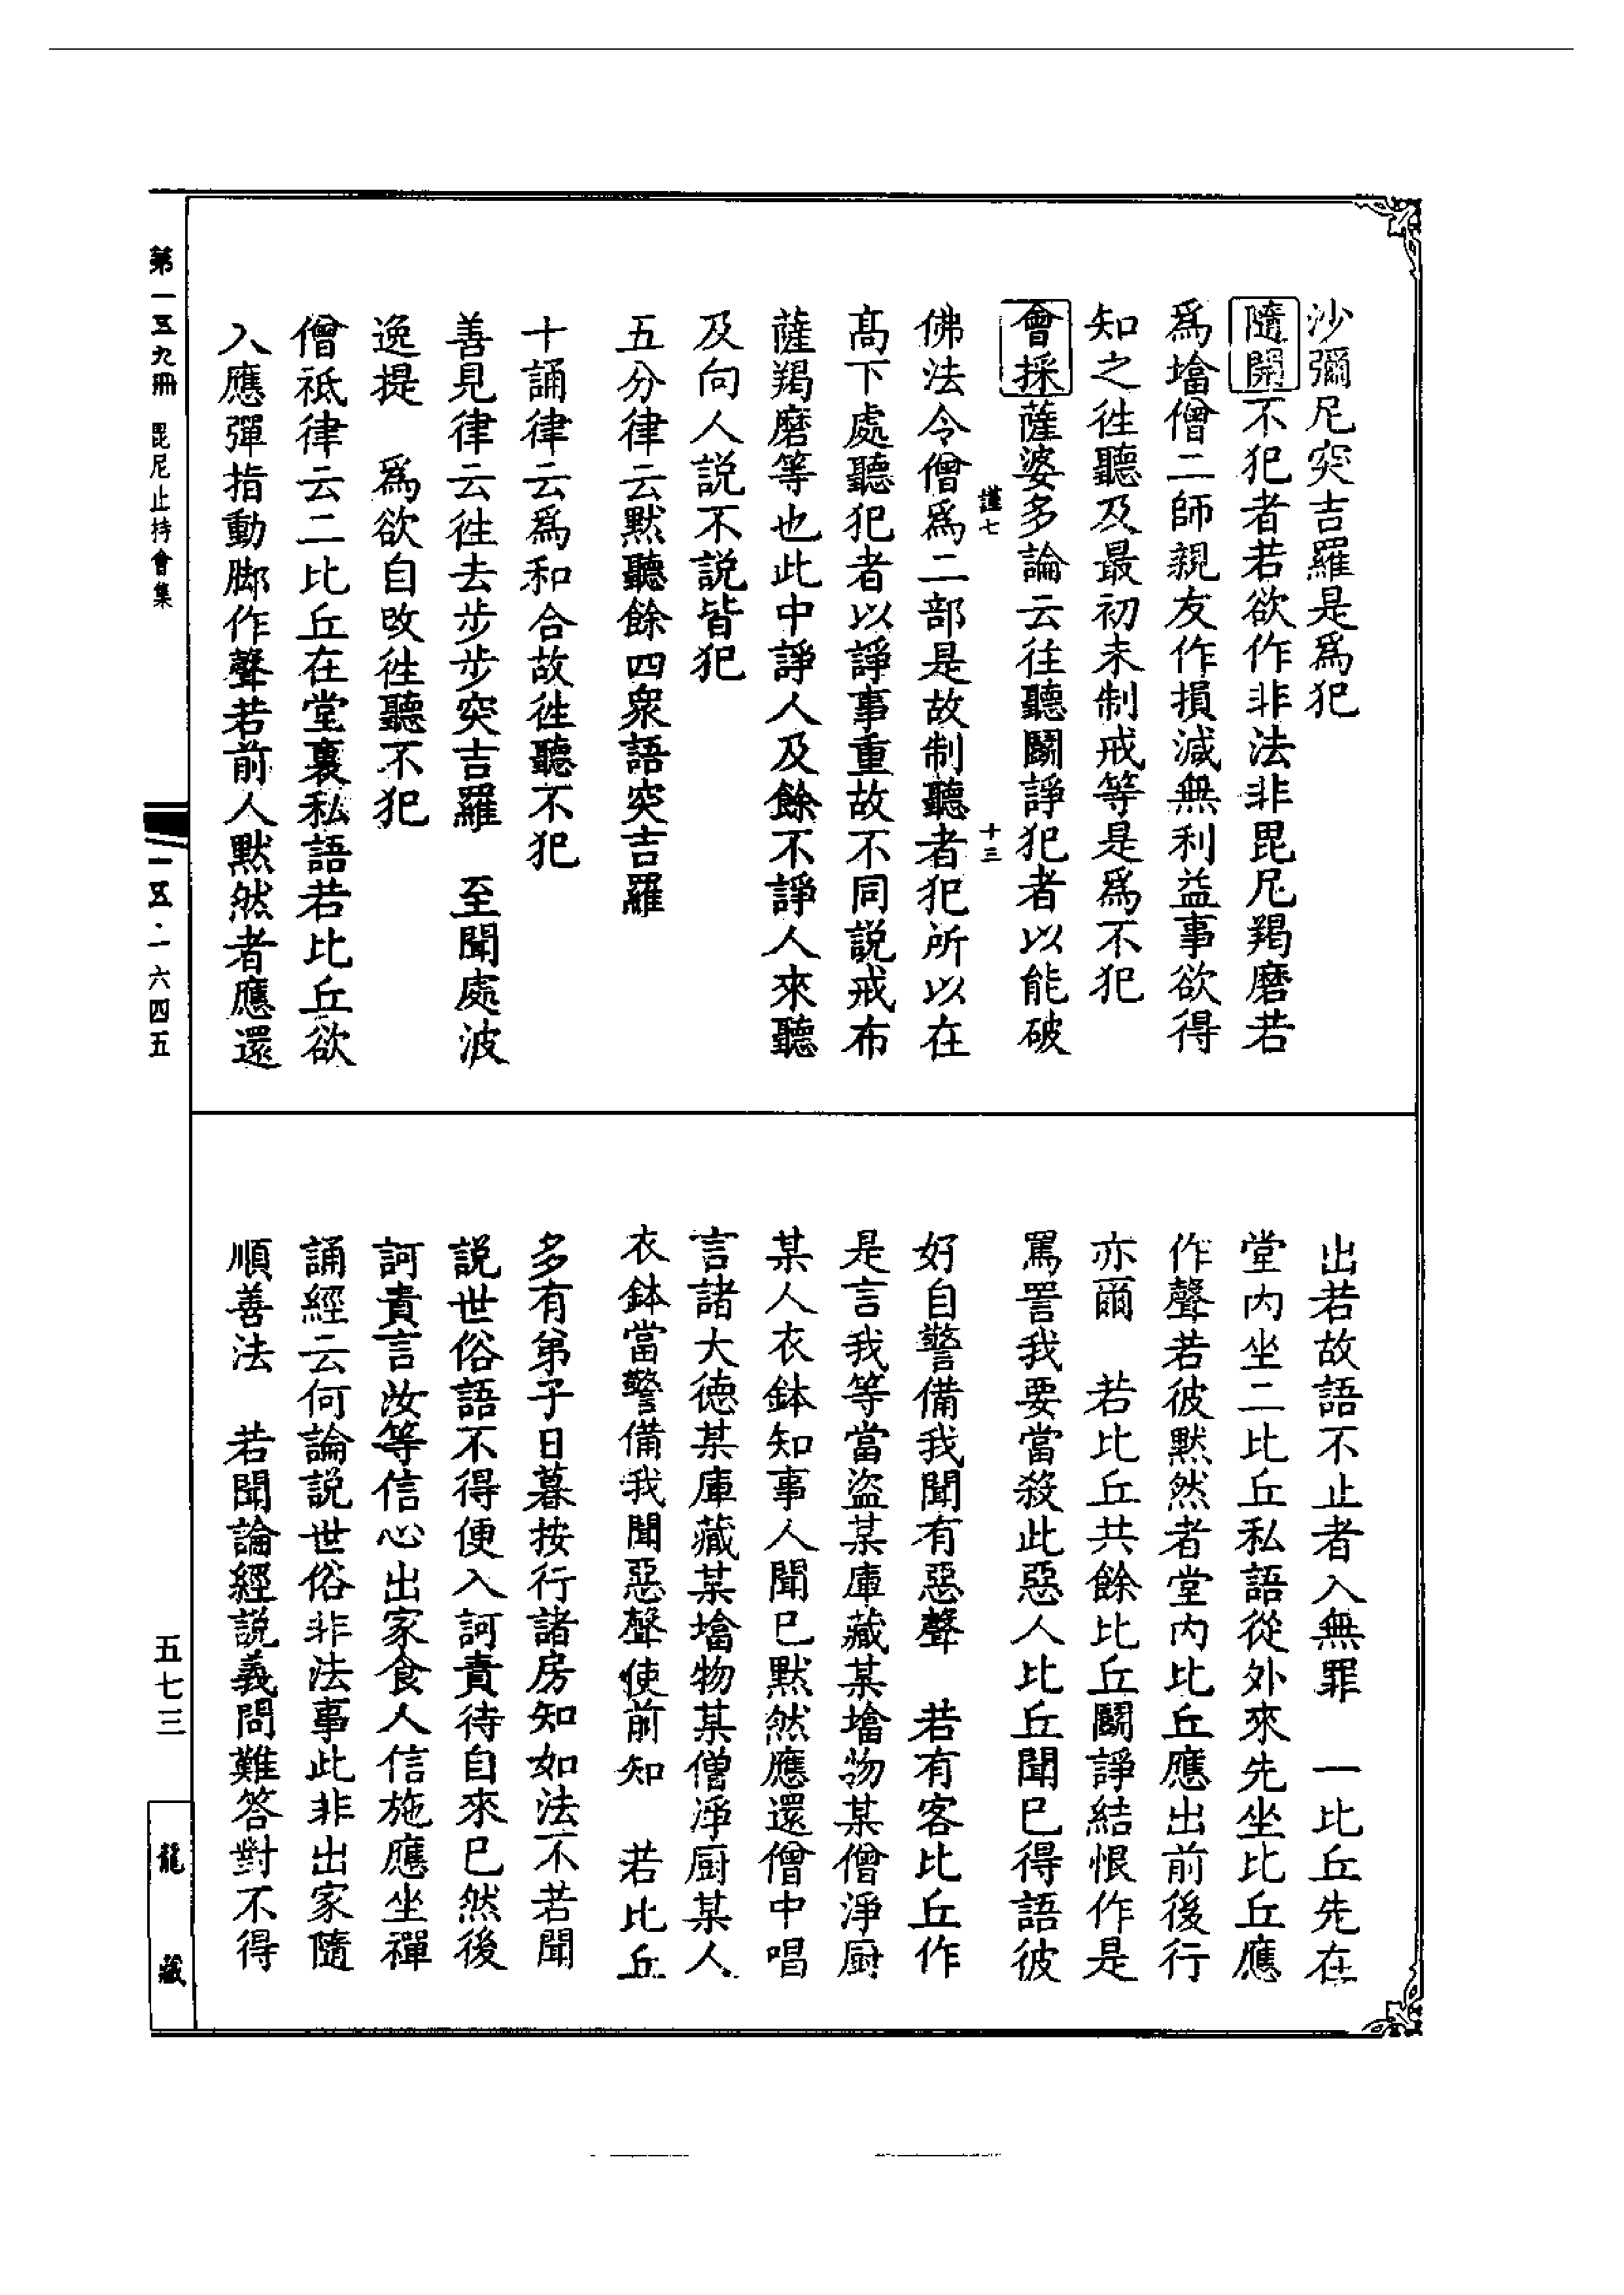 沙彌尼突吉羅是爲犯
隨開不犯者若欲作非法非毘尼羯磨若
爲墖僧二師親友作損減無利益事欲得
知之徃聽及最初未制戒等是爲不犯
會採薩婆多論云往聽鬬諍犯者以能破
謹七
十三
佛法令僧爲二部是故制聽者犯所以在
高下處聽犯者以諍事重故不同說戒布
薩羯磨等也此中諍人及餘不諍人來聽
及向人說不說皆犯
五分律云默聽餘四衆語突吉羅
十誦律云爲和合故徃聽不犯
善見律云徃去步步突吉羅　至聞處波
逸提　爲欲自改徃聽不犯
僧祇律云二比丘在堂裏私語若比丘欲
入應彈指動脚作聲若前人默然者應還
出若故語不止者入無罪　一比丘先在
堂內坐二比丘私語從外來先坐比丘應
作聲若彼默然者堂內比丘應出前後行
亦爾　若比丘共餘比丘鬬諍結恨作是
罵詈我要當殺此惡人比丘聞已得語彼
好自警備我聞有惡聲　若有客比丘作
是言我等當盜某庫藏某墖物某僧淨厨
某人衣鉢知事人聞已默然應還僧中唱
言諸大德某庫藏某墖物某僧淨厨某人
衣鉢當警備我聞惡聲使前知　若比丘
多有弟子日暮按行諸房知如法不若聞
說世俗語不得便入訶責待自來已然後
訶責言汝等信心出家食人信施應坐禪
誦經云何論說世俗非法事此非出家隨
順善法　若聞論經說義問難答對不得
第一五九冊　毘尼止持會集
一五·一六四五
五七三
龍藏